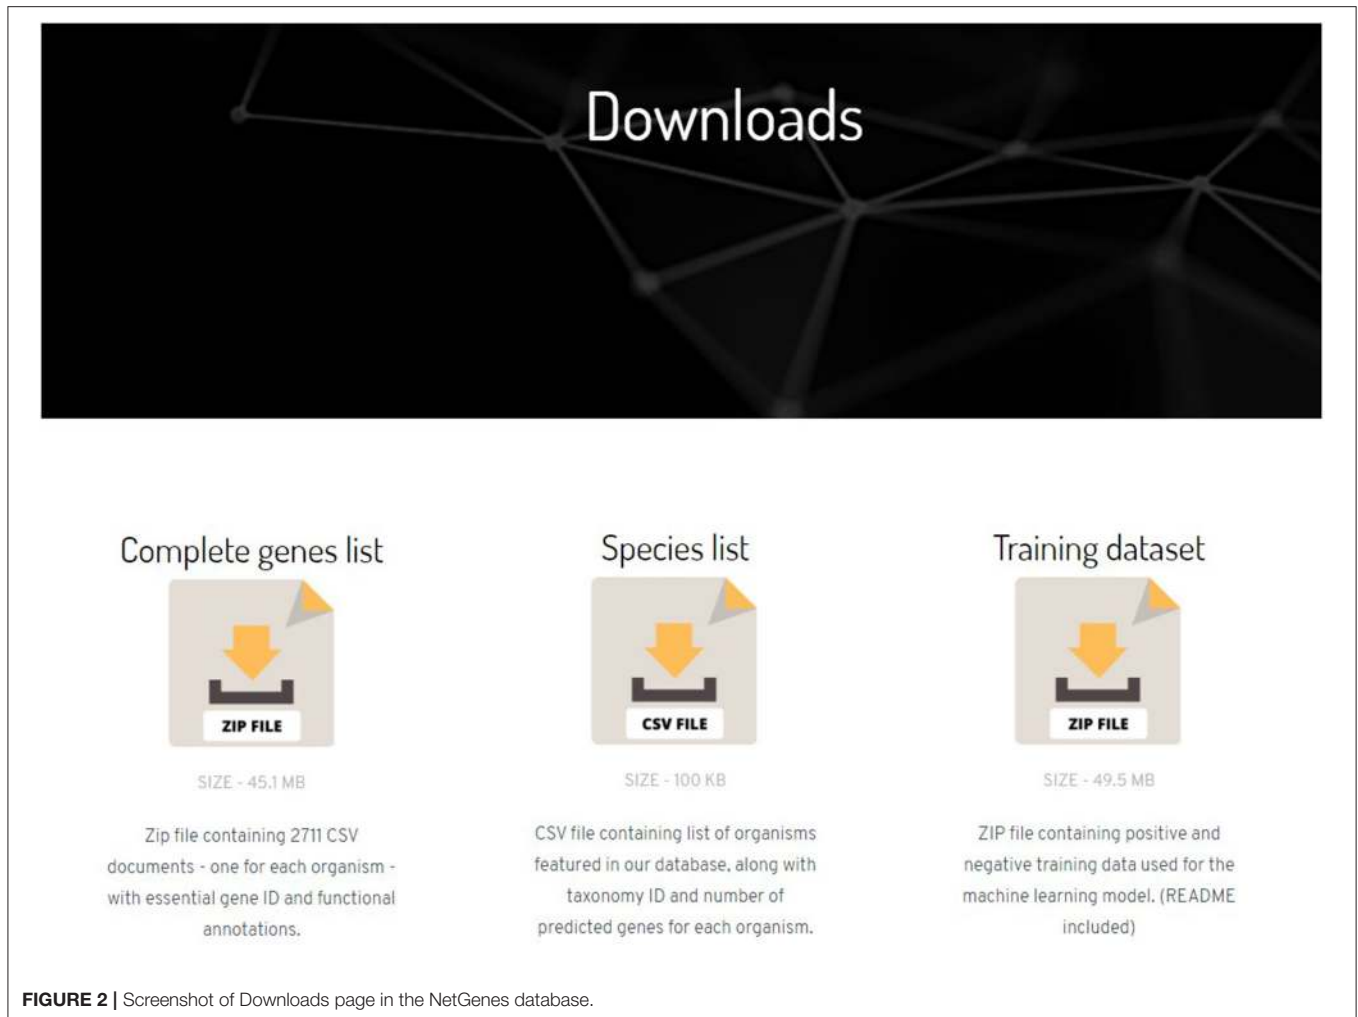 Downloads
Complete genes list
ZIP FILE
SIZE - 45.1 MB
Zip file containing 2711 CSV
documents - one for each organism -
with essential gene ID and functional
annotations.
Species list
CSV FILE
SIZE - 100 KB
CSV file containing list of organisms
featured in our database, along with
taxonomy ID and number of
predicted genes for each organism.
Training dataset
ZIP FILE
SIZE - 49.5 MB
ZIP file containing positive and
negative training data used for the
machine learning model. (README
included)
FIGURE 2 | Screenshot of Downloads page in the NetGenes database.